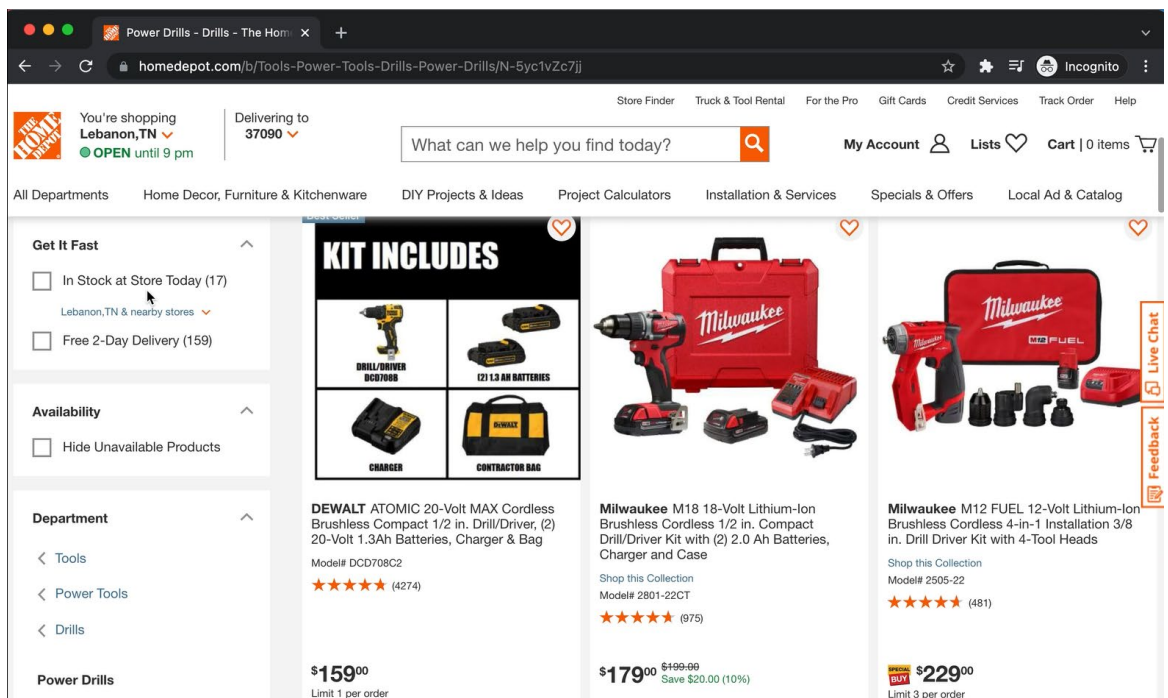 Power Drills - Drills - The Hom
homedepot.com/b/Tools-Power-Tools-Drills-Power-Drills/N-5yc1vZc7jj
Incognito
Store Finder Truck & Tool Rental For the Pro Gift Cards Credit Services Track Order Help
THE HOME DEPOT
You're shopping
Lebanon,TN
OPEN until 9 pm
Delivering to
37090
What can we help you find today?
My Account Lists Cart | 0 items
All Departments Home Decor, Furniture & Kitchenware DIY Projects & Ideas Project Calculators Installation & Services Specials & Offers Local Ad & Catalog
Get It Fast
In Stock at Store Today (17)
Lebanon,TN & nearby stores
Free 2-Day Delivery (159)
Availability
Hide Unavailable Products
Department
Tools
Power Tools
Drills
Power Drills
Best Seller
KIT INCLUDES
DRILL/DRIVER
DCD708B
(2) 1.3 AH BATTERIES
CHARGER
DEWALT
CONTRACTOR BAG
DEWALT ATOMIC 20-Volt MAX Cordless
Brushless Compact 1/2 in. Drill/Driver, (2)
20-Volt 1.3Ah Batteries, Charger & Bag
Model# DCD708C2
(4274)
$15900
Limit 1 per order
Milwaukee
Milwaukee M18 18-Volt Lithium-Ion
Brushless Cordless 1/2 in. Compact
Drill/Driver Kit with (2) 2.0 Ah Batteries,
Charger and Case
Shop this Collection
Model# 2801-22CT
(975)
$17900 $199.00
Save $20.00 (10%)
Milwaukee
M12 FUEL
Milwaukee
Milwaukee M12 FUEL 12-Volt Lithium-Ion
Brushless Cordless 4-in-1 Installation 3/8
in. Drill Driver Kit with 4-Tool Heads
Shop this Collection
Model# 2505-22
(481)
SPECIAL
BUY
$22900
Limit 3 per order
Live Chat
Feedback